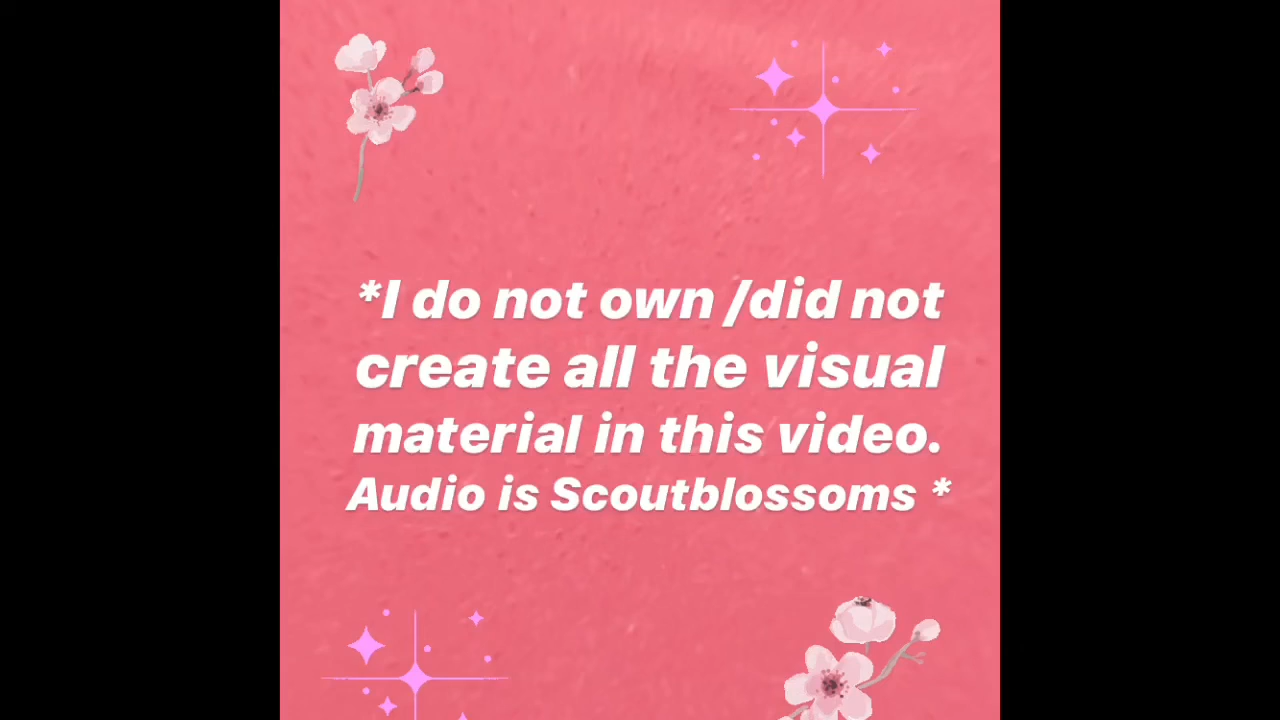 *I do not own /did not
create all the visual
material in this video.
Audio is Scoutblossoms *